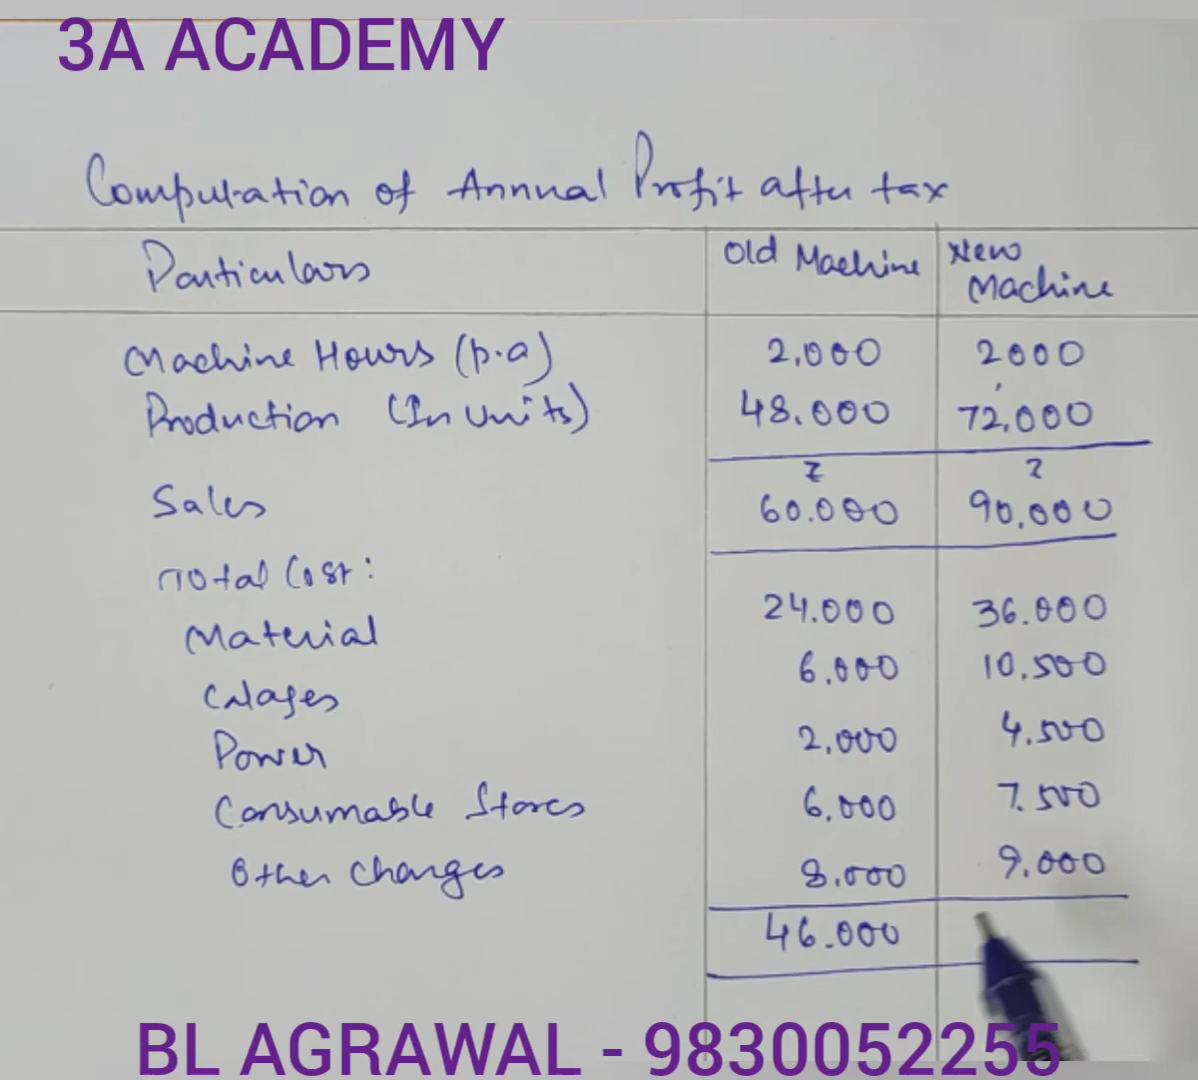 3A ACADEMY
Computation of Annual Profit after tax
Particulars Old Machine New Machine
Machine Hours (p.a) 2,000 2000
Production (In Units) 48.000 72,000
₹ ₹
Sales 60.000 90,000
Total Cost:
Material 24.000 36.000
Wages 6,000 10,500
Power 2,000 4.500
Consumable Stores 6,000 7.500
Other Charges 8.000 9.000
46.000
BL AGRAWAL - 9830052255